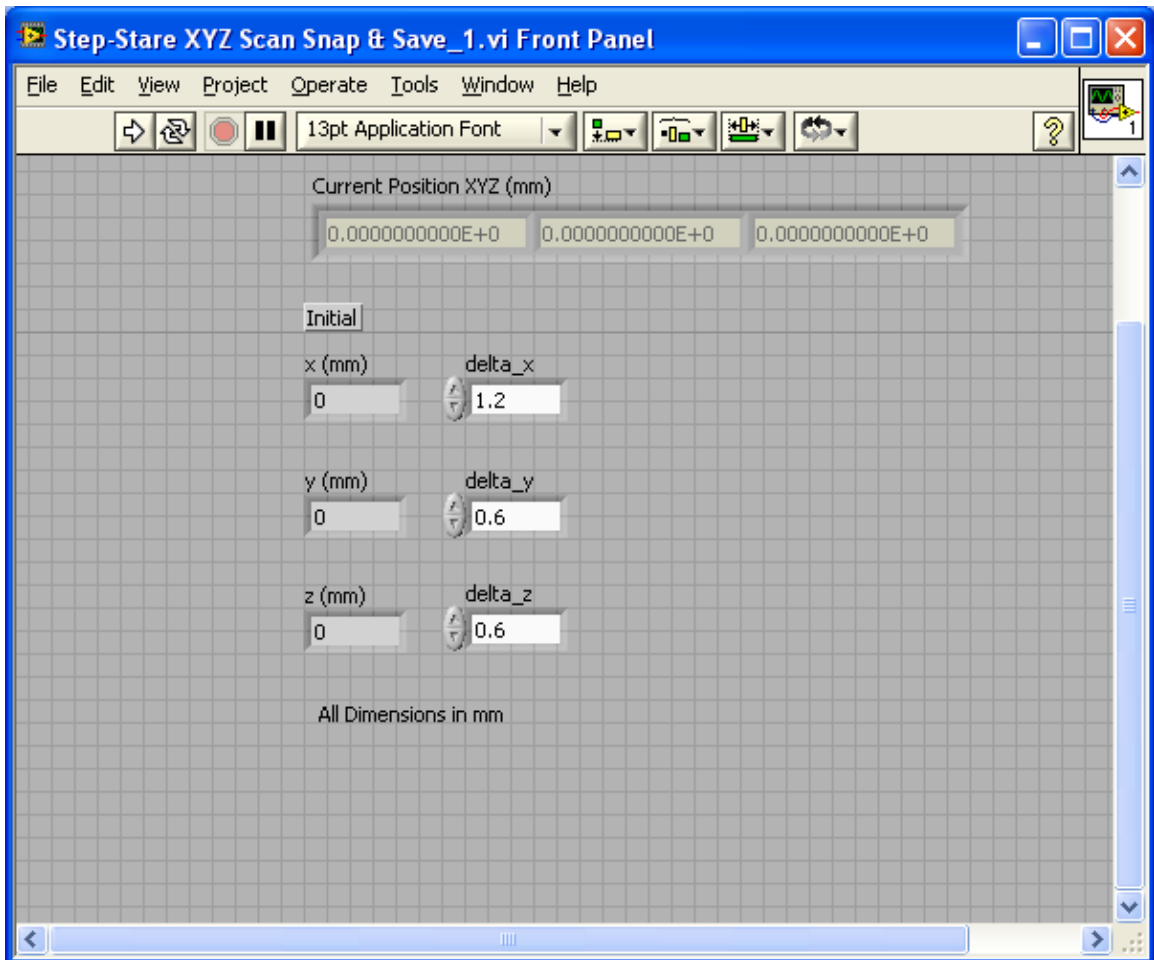 Step-Stare XYZ Scan Snap & Save_1.vi Front Panel
File Edit View Project Operate Tools Window Help
13pt Application Font
?
1
Current Position XYZ (mm)
0.0000000000E+0 0.0000000000E+0 0.0000000000E+0
Initial
x (mm) delta_x
0 1.2
y (mm) delta_y
0 0.6
z (mm) delta_z
0 0.6
All Dimensions in mm